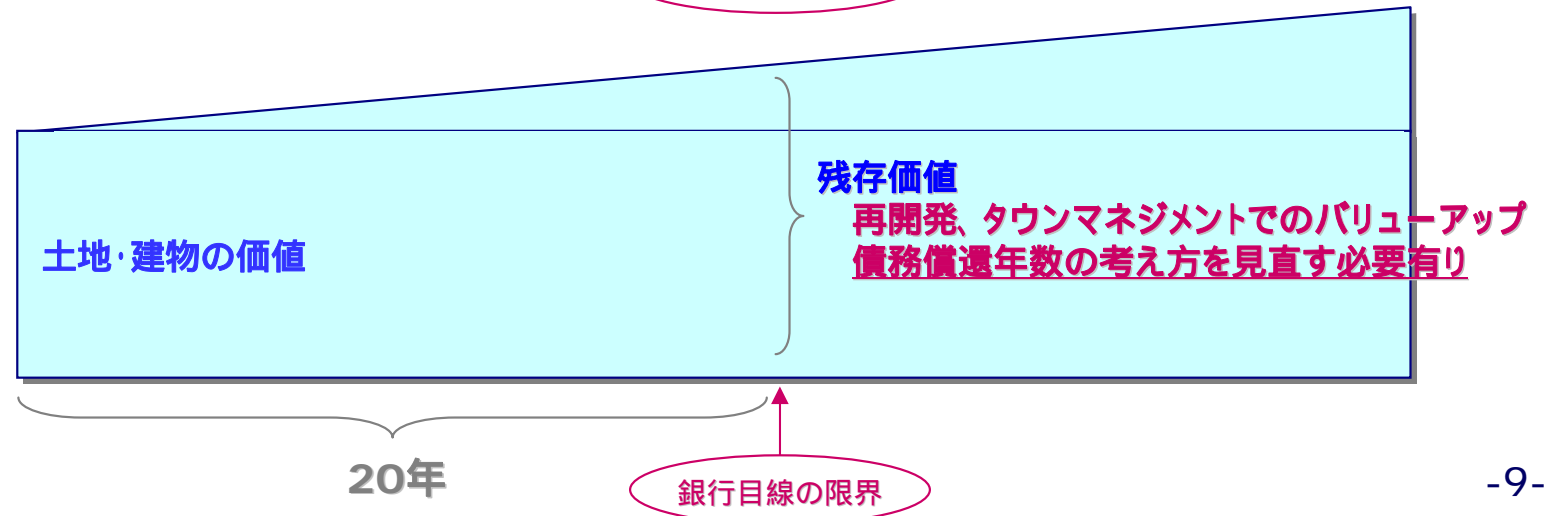 残存価値
再開発、タウンマネジメントでのバリューアップ
債務償還年数の考え方を見直す必要有り
土地・建物の価値
20年
銀行目線の限界
-9-